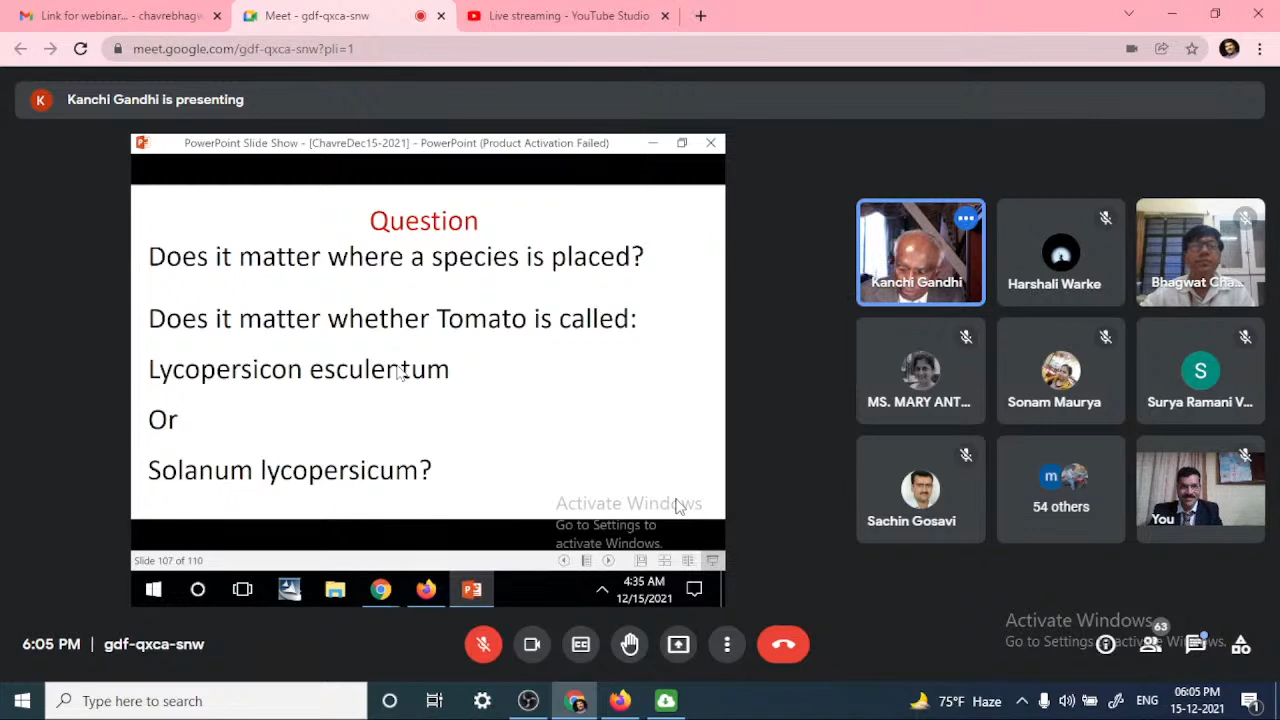 Link for webinar... - chavrebhagw
Meet - gdf-qxca-snw
Live streaming - YouTube Studio
meet.google.com/gdf-qxca-snw?pli=1
K
Kanchi Gandhi is presenting
PowerPoint Slide Show - [ChavreDec15-2021] - PowerPoint (Product Activation Failed)
Question
Does it matter where a species is placed?
Does it matter whether Tomato is called:
Lycopersicon esculentum
Or
Solanum lycopersicum?
Activate Windows
Go to Settings to
activate Windows.
Slide 107 of 110
4:35 AM
12/15/2021
Kanchi Gandhi
Harshali Warke
Bhagwat Cha...
MS. MARY ANT...
Sonam Maurya
S
Surya Ramani V...
Sachin Gosavi
m
54 others
You
6:05 PM | gdf-qxca-snw
Activate Windows
Go to Settings to activate Windows.
63
Type here to search
75°F Haze
ENG
06:05 PM
15-12-2021
1